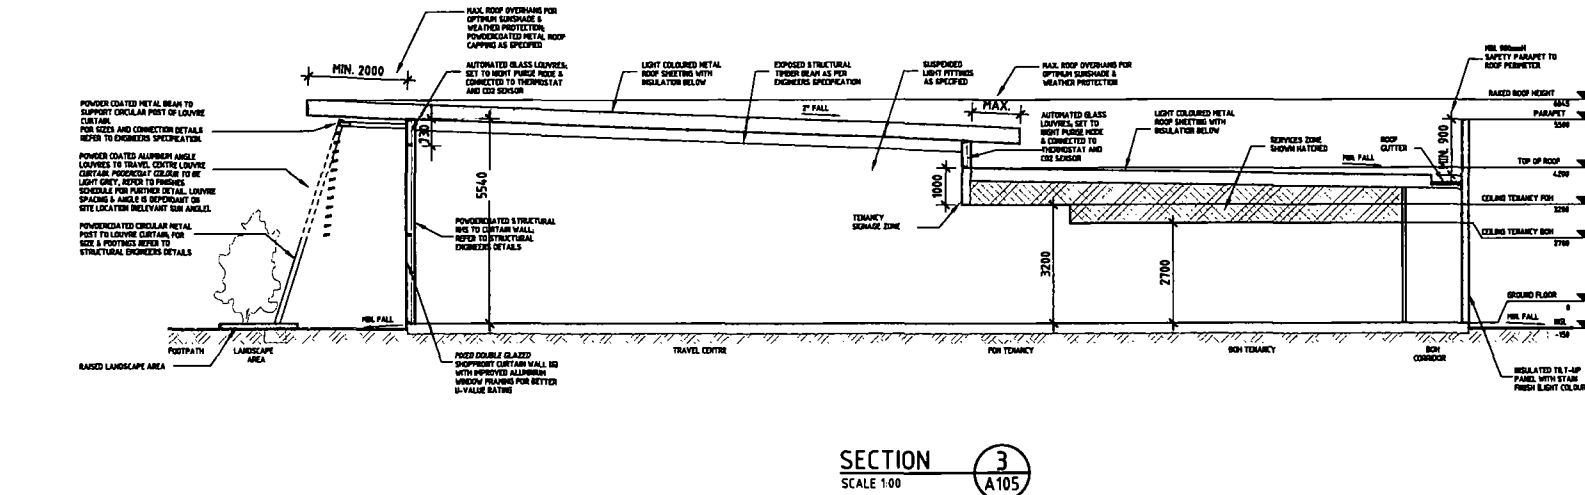 MAX. ROOF OVERHANG FOR
OPTIMUM SUNSHADE &
WEATHER PROTECTION;
POWDERCOATED METAL ROOF
CAPPING AS SPECIFIED
MIN. 2000
AUTOMATED GLASS LOUVRES;
SET TO NIGHT PURGE MODE &
CONNECTED TO THERMOSTAT
AND CO2 SENSOR
LIGHT COLOURED METAL
ROOF SHEETING WITH
INSULATION BELOW
EXPOSED STRUCTURAL
TIMBER BEAM AS PER
ENGINEERS SPECIFICATION
SUSPENDED
LIGHT FITTINGS
AS SPECIFIED
MAX. ROOF OVERHANG FOR
OPTIMUM SUNSHADE &
WEATHER PROTECTION
MIN. 900mmH
SAFETY PARAPET TO
ROOF PERIMETER
POWDER COATED METAL BEAM TO
SUPPORT CIRCULAR POST OF LOUVRE
CURTAIN.
FOR SIZES AND CONNECTION DETAILS
REFER TO ENGINEERS SPECIFICATION
POWDER COATED ALUMINIUM ANGLE
LOUVRES TO TRAVEL CENTRE LOUVRE
CURTAIN. PODERCOAT COLOUR TO BE
LIGHT GREY, REFER TO FINISHES
SCHEDULE FOR FURTHER DETAIL. LOUVRE
SPACING & ANGLE IS DEPENDANT ON
SITE LOCATION (RELEVANT SUN ANGLE).
POWDERCOATED CIRCULAR METAL
POST TO LOUVRE CURTAIN; FOR
SIZE & FOOTINGS REFER TO
STRUCTURAL ENGINEERS DETAILS
730
2° FALL
MAX.
5540
AUTOMATED GLASS
LOUVRES, SET TO
NIGHT PURGE MODE
& CONNECTED TO
THERMOSTAT AND
CO2 SENSOR
LIGHT COLOURED METAL
ROOF SHEETING WITH
INSULATION BELOW
SERVICES ZONE
SHOWN HATCHED
MIN. FALL
ROOF
GUTTER
MIN. 900
RAKED ROOF HEIGHT
6045
PARAPET
5500
TOP OF ROOF
4200
CEILING TENANCY FOH
3200
CEILING TENANCY BOH
2700
GROUND FLOOR
0
MIN. FALL
NGL
-150
1000
TENANCY
SIGNAGE ZONE
3200
2700
POWDERCOATED STRUCTURAL
RHS TO CURTAIN WALL;
REFER TO STRUCTURAL
ENGINEERS DETAILS
MIN. FALL
FOOTPATH
LANDSCAPE
AREA
RAISED LANDSCAPE AREA
TRAVEL CENTRE
FOH TENANCY
BOH TENANCY
BOH
CORRIDOR
FIXED DOUBLE GLAZED
SHOPFRONT CURTAIN WALL
WITH IMPROVED ALUMINIUM
WINDOW FRAMING FOR BETTER
U-VALUE RATING
INSULATED TILT-UP
PANEL WITH STAIN
FINISH (LIGHT COLOUR
SECTION
SCALE 1:00
3
A105